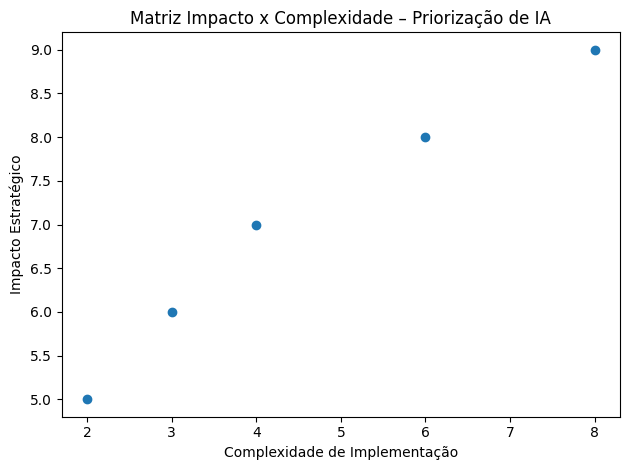 Matriz Impacto x Complexidade – Priorização de IA
Impacto Estratégico
9.0
8.5
8.0
7.5
7.0
6.5
6.0
5.5
5.0
2 3 4 5 6 7 8
Complexidade de Implementação